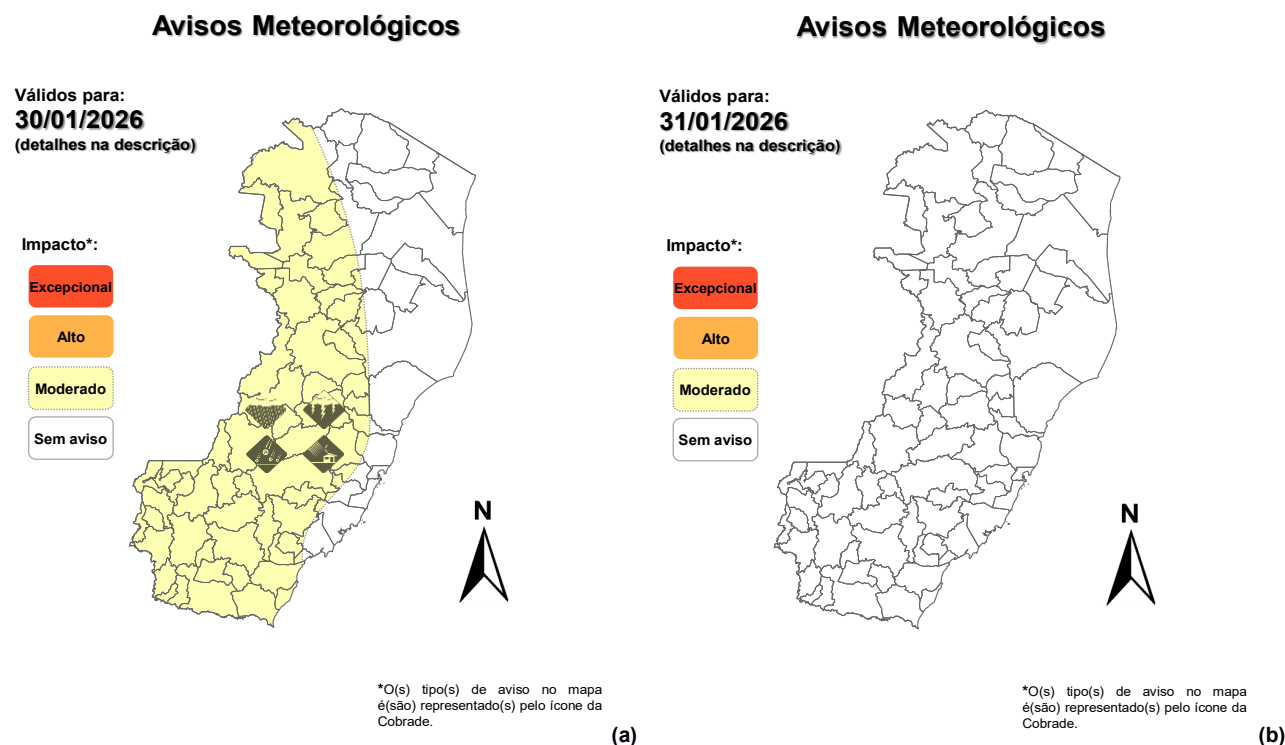 Avisos Meteorológicos
Válidos para:
30/01/2026
(detalhes na descrição)
Impacto*:
Excepcional
Alto
Moderado
Sem aviso
N
*O(s) tipo(s) de aviso no mapa
é(são) representado(s) pelo ícone da
Cobrade.
(a)
Avisos Meteorológicos
Válidos para:
31/01/2026
(detalhes na descrição)
Impacto*:
Excepcional
Alto
Moderado
Sem aviso
N
*O(s) tipo(s) de aviso no mapa
é(são) representado(s) pelo ícone da
Cobrade.
(b)